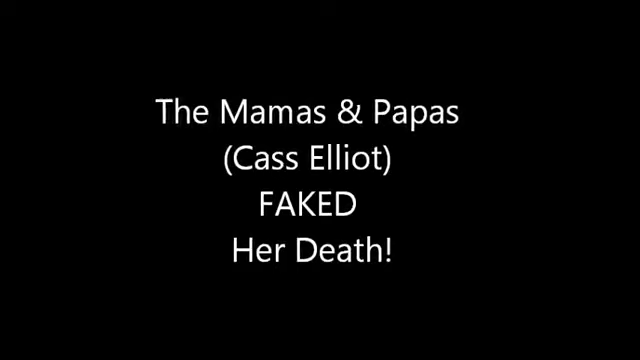 The Mamas & Papas
(Cass Elliot)
FAKED
Her Death!